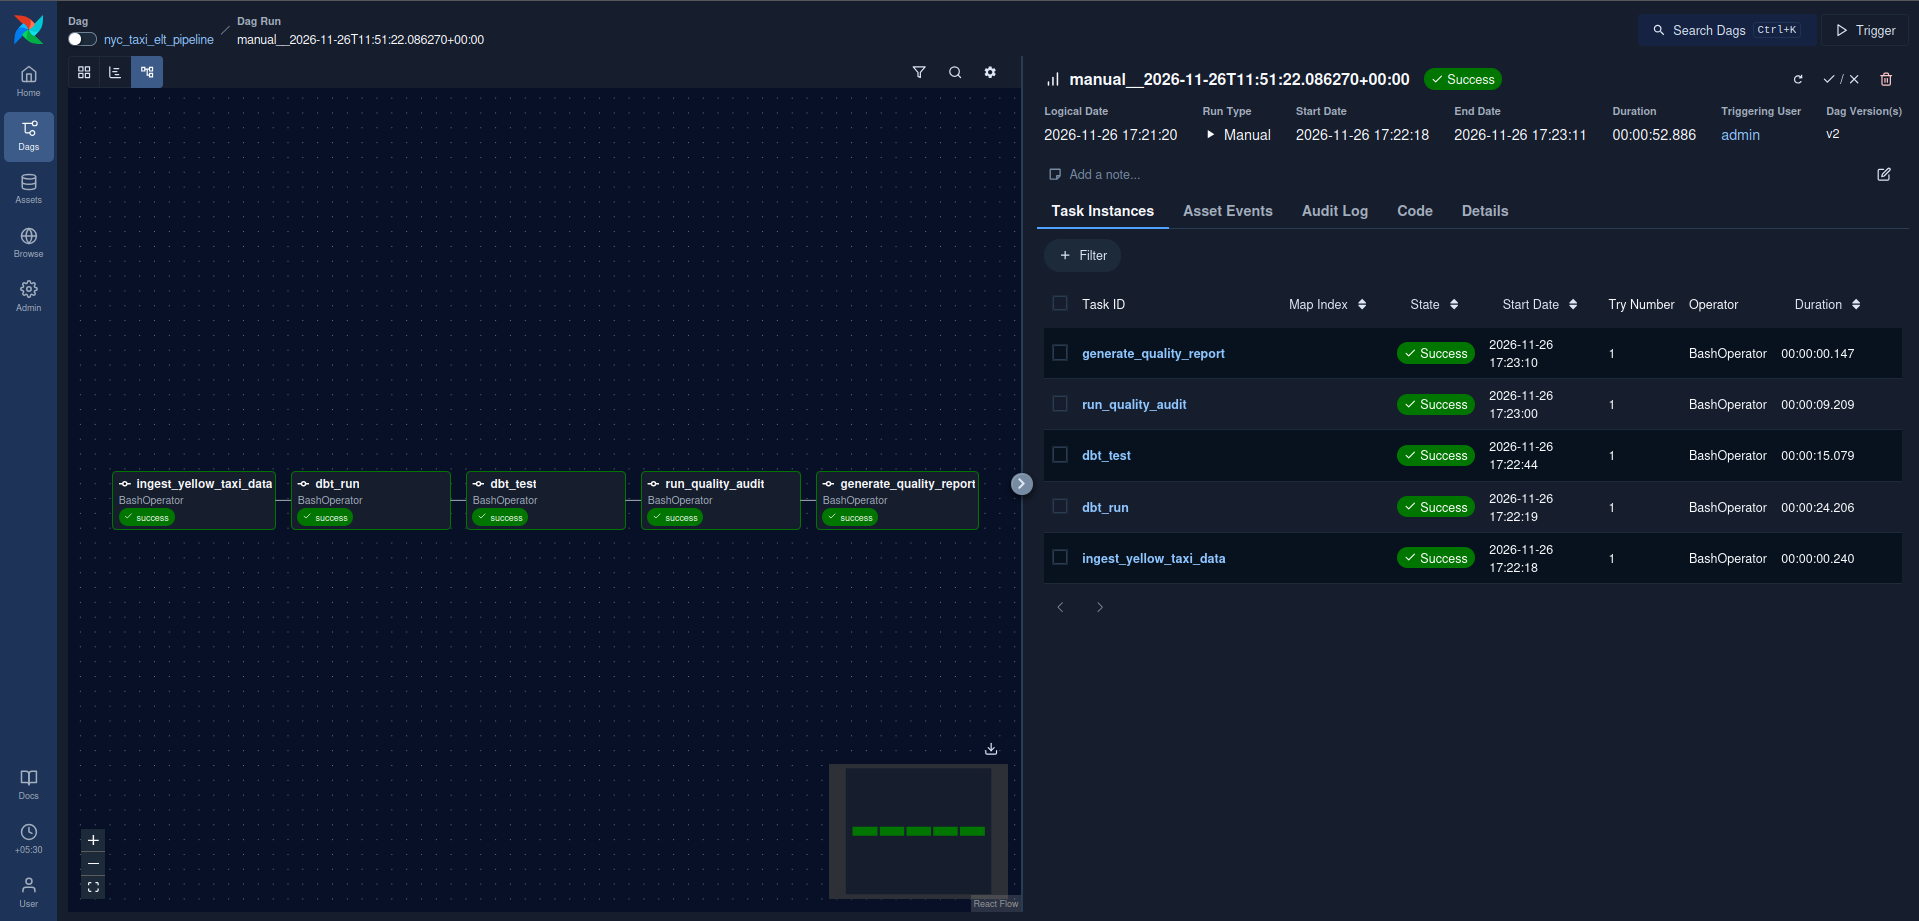 Dag
nyc_taxi_elt_pipeline
/
Dag Run
manual__2026-11-26T11:51:22.086270+00:00
Search Dags Ctrl+K
Trigger
Home
Dags
Assets
Browse
Admin
Docs
+05:30
User
ingest_yellow_taxi_data
BashOperator
success
dbt_run
BashOperator
success
dbt_test
BashOperator
success
run_quality_audit
BashOperator
success
generate_quality_report
BashOperator
success
React Flow
manual__2026-11-26T11:51:22.086270+00:00 Success
/
Logical Date Run Type Start Date End Date Duration Triggering User Dag Version(s)
2026-11-26 17:21:20 Manual 2026-11-26 17:22:18 2026-11-26 17:23:11 00:00:52.886 admin v2
Add a note...
Task Instances Asset Events Audit Log Code Details
Filter
Task ID Map Index State Start Date Try Number Operator Duration
generate_quality_report Success 2026-11-26 17:23:10 1 BashOperator 00:00:00.147
run_quality_audit Success 2026-11-26 17:23:00 1 BashOperator 00:00:09.209
dbt_test Success 2026-11-26 17:22:44 1 BashOperator 00:00:15.079
dbt_run Success 2026-11-26 17:22:19 1 BashOperator 00:00:24.206
ingest_yellow_taxi_data Success 2026-11-26 17:22:18 1 BashOperator 00:00:00.240